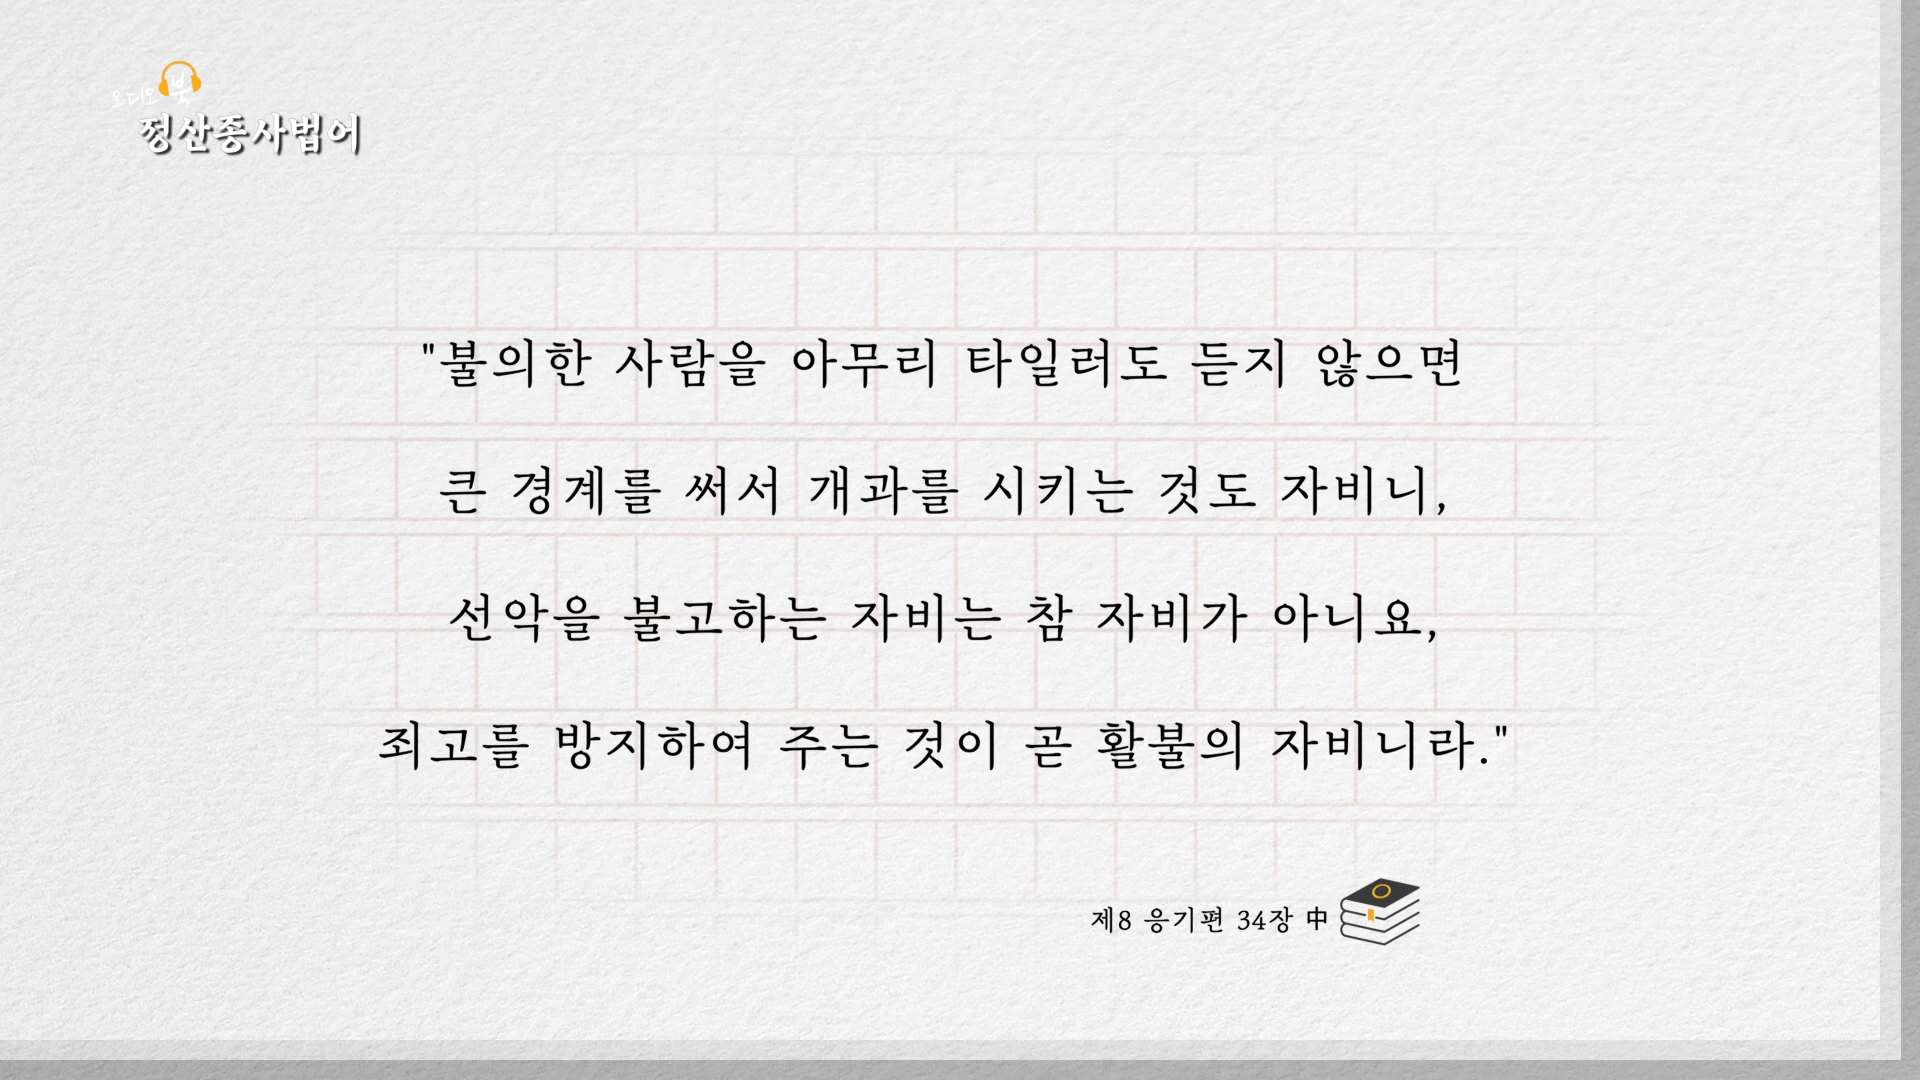 오디오북
정산종사법어
"불의한 사람을 아무리 타일러도 듣지 않으면
큰 경계를 써서 개과를 시키는 것도 자비니,
선악을 불고하는 자비는 참 자비가 아니요,
죄고를 방지하여 주는 것이 곧 활불의 자비니라."
제8 응기편 34장 中